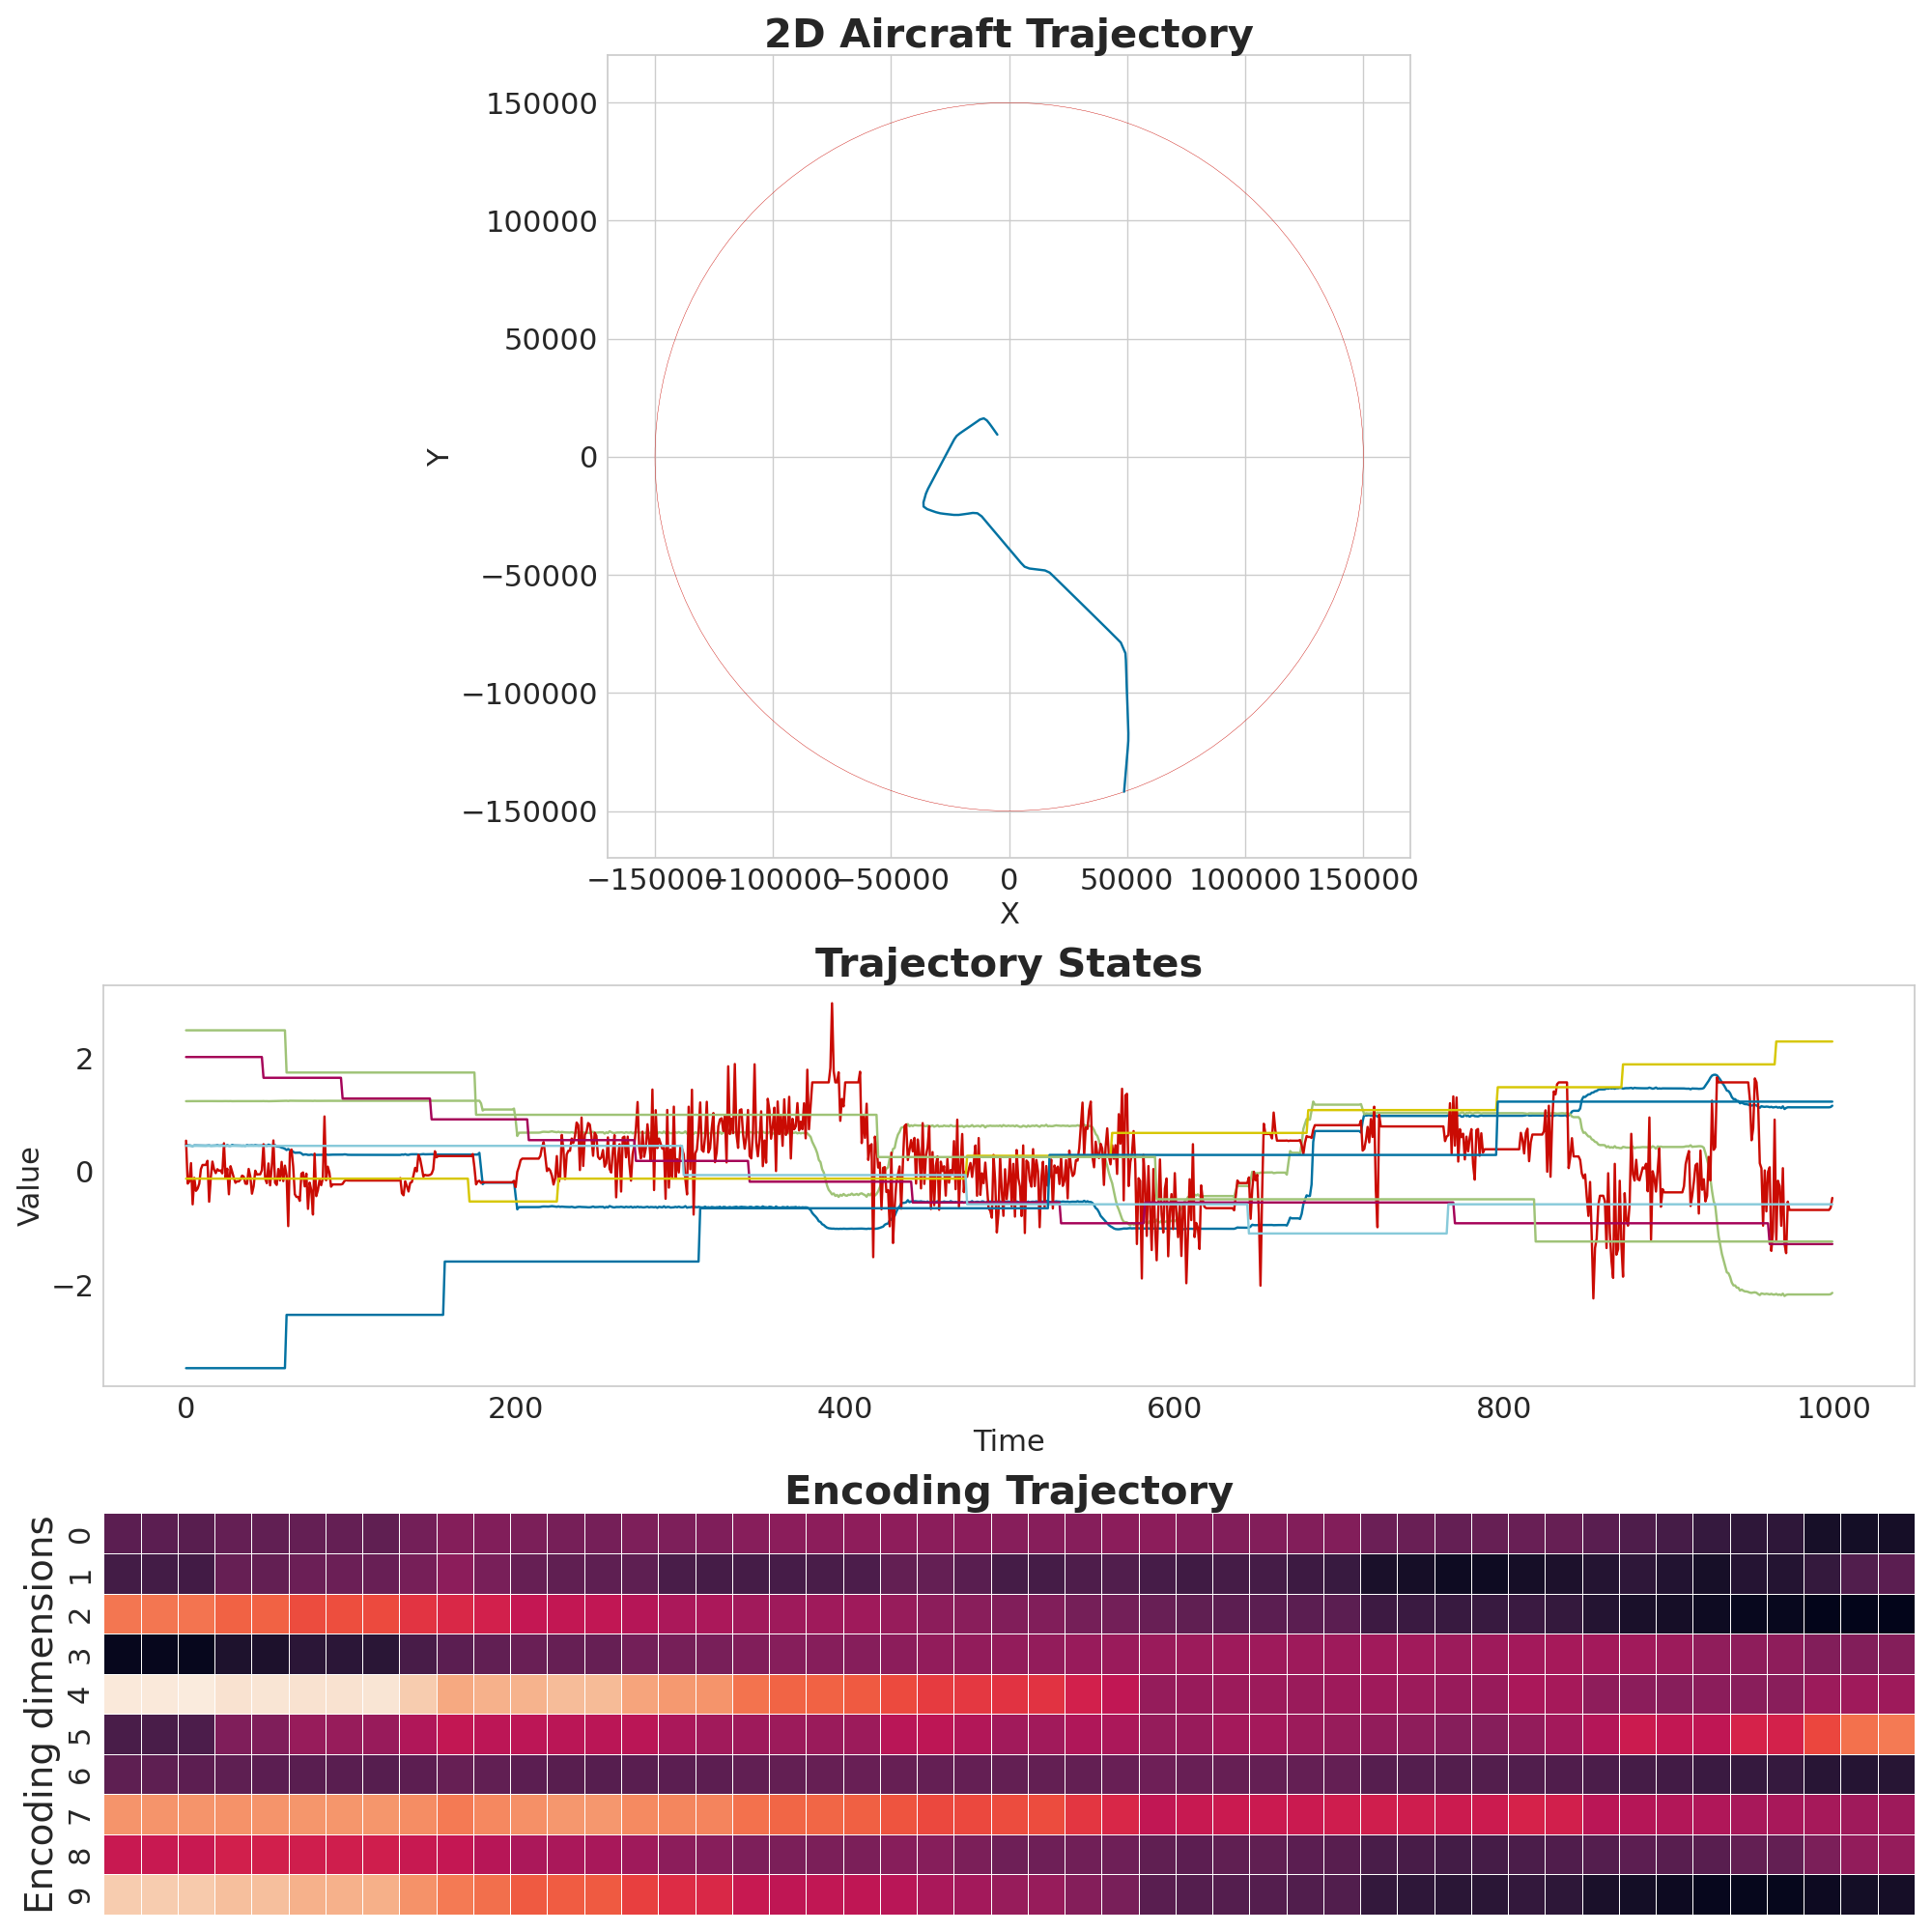 2D Aircraft Trajectory
150000
100000
50000
0
−50000
−100000
−150000
Y
−150000 −100000 −50000 0 50000 100000 150000
X
Trajectory States
2
0
−2
Value
0 200 400 600 800 1000
Time
Encoding Trajectory
Encoding dimensions
0
1
2
3
4
5
6
7
8
9